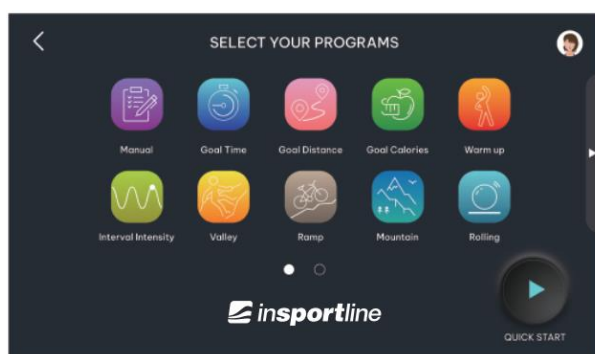 SELECT YOUR PROGRAMS
Manual Goal Time Goal Distance Goal Calories Warm up
Interval Intensity Valley Ramp Mountain Rolling
insportline
QUICK START